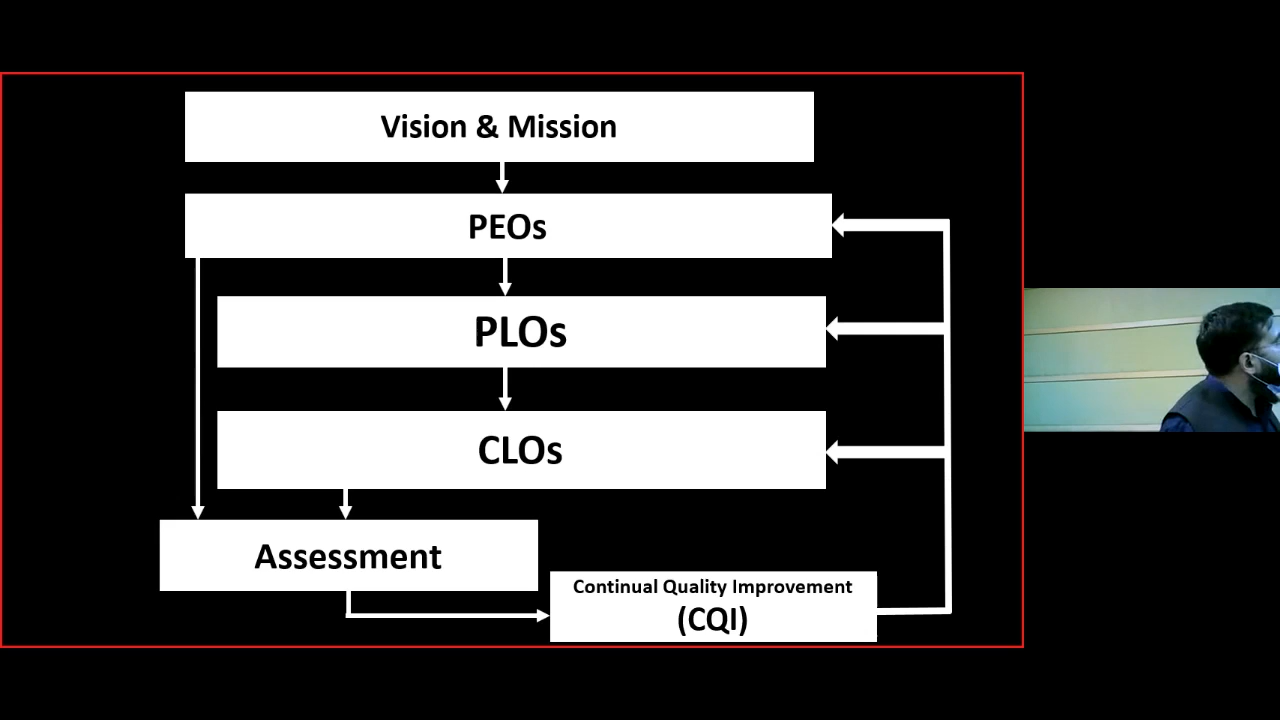 Vision & Mission
PEOs
PLOs
CLOs
Assessment
Continual Quality Improvement
(CQI)